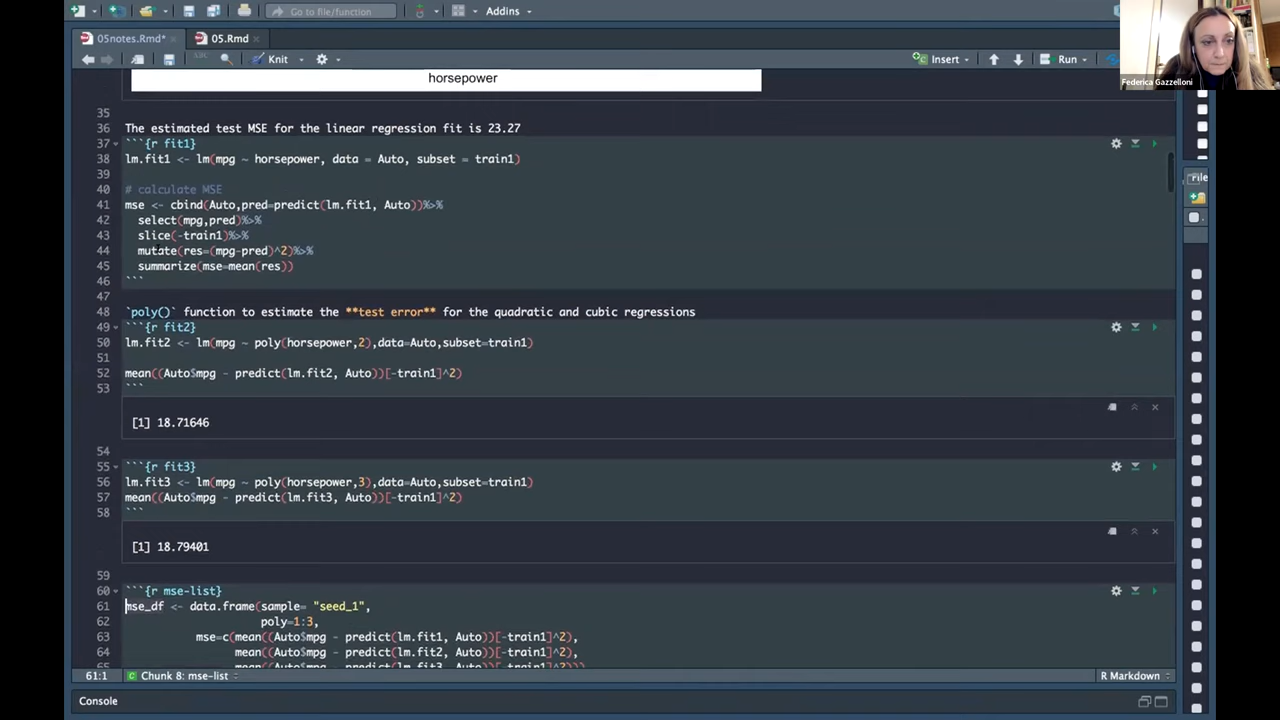 Go to file/function
Addins
05notes.Rmd*
05.Rmd
Knit
Insert
Run
Federica Gazzelloni
File
horsepower
35
36 The estimated test MSE for the linear regression fit is 23.27
37 ```{r fit1}
38 lm.fit1 <- lm(mpg ~ horsepower, data = Auto, subset = train1)
39
40 # calculate MSE
41 mse <- cbind(Auto,pred=predict(lm.fit1, Auto))%>%
42 select(mpg,pred)%>%
43 slice(-train1)%>%
44 mutate(res=(mpg-pred)^2)%>%
45 summarize(mse=mean(res))
46 ```
47
48 `poly()` function to estimate the **test error** for the quadratic and cubic regressions
49 ```{r fit2}
50 lm.fit2 <- lm(mpg ~ poly(horsepower,2),data=Auto,subset=train1)
51
52 mean((Auto$mpg - predict(lm.fit2, Auto))[-train1]^2)
53 ```
[1] 18.71646
54
55 ```{r fit3}
56 lm.fit3 <- lm(mpg ~ poly(horsepower,3),data=Auto,subset=train1)
57 mean((Auto$mpg - predict(lm.fit3, Auto))[-train1]^2)
58 ```
[1] 18.79401
59
60 ```{r mse-list}
61 mse_df <- data.frame(sample= "seed_1",
62 poly=1:3,
63 mse=c(mean((Auto$mpg - predict(lm.fit1, Auto))[-train1]^2),
64 mean((Auto$mpg - predict(lm.fit2, Auto))[-train1]^2),
65 mean((Auto$mpg - predict(lm.fit3, Auto))[-train1]^2)))
61:1
Chunk 8: mse-list
R Markdown
Console